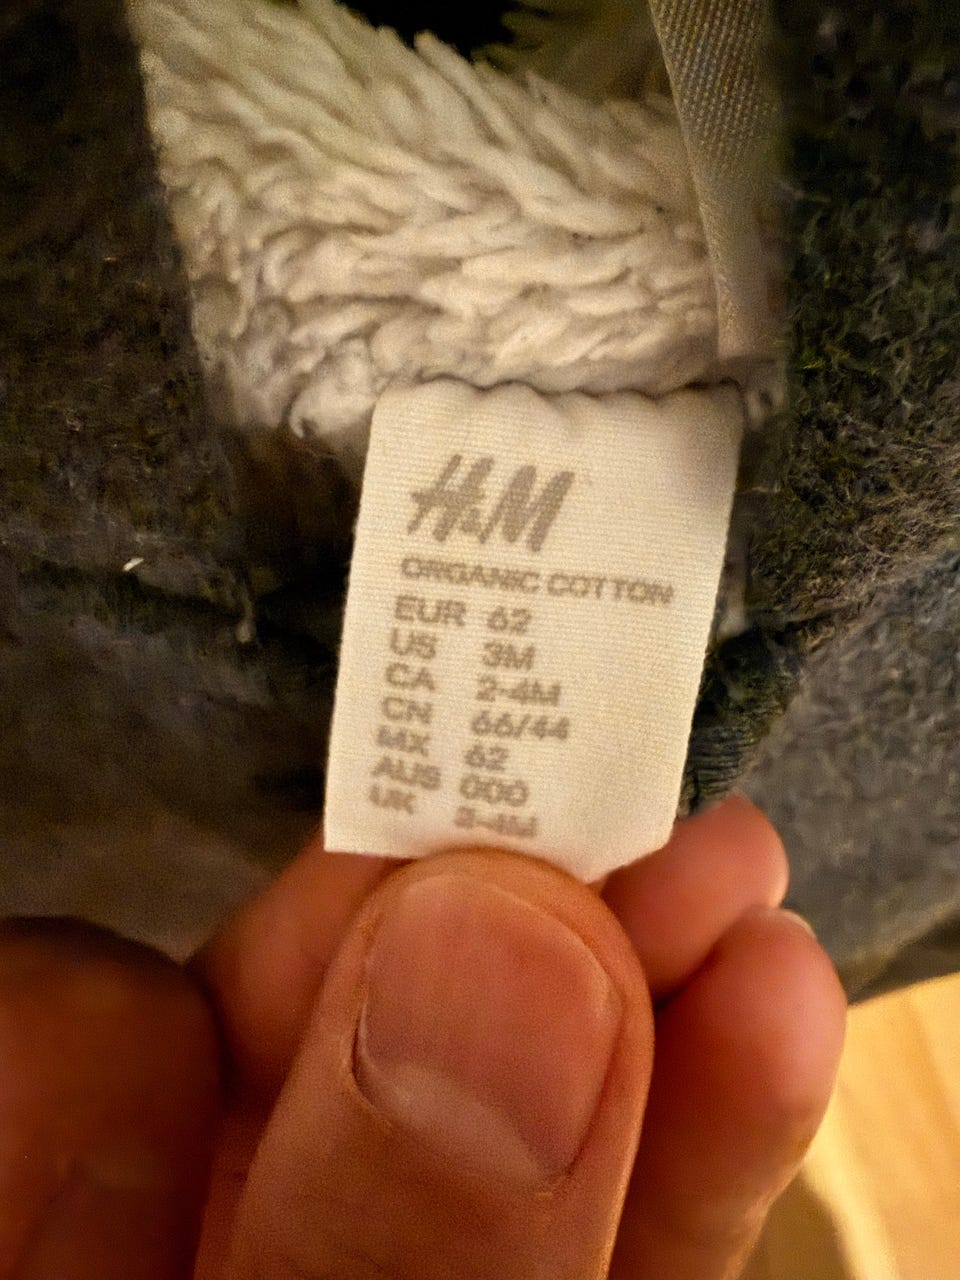 H&M
ORGANIC COTTON
EUR 62
US 3M
CA 2-4M
CN 66/44
MX 62
AUS 000
UK 2-4M